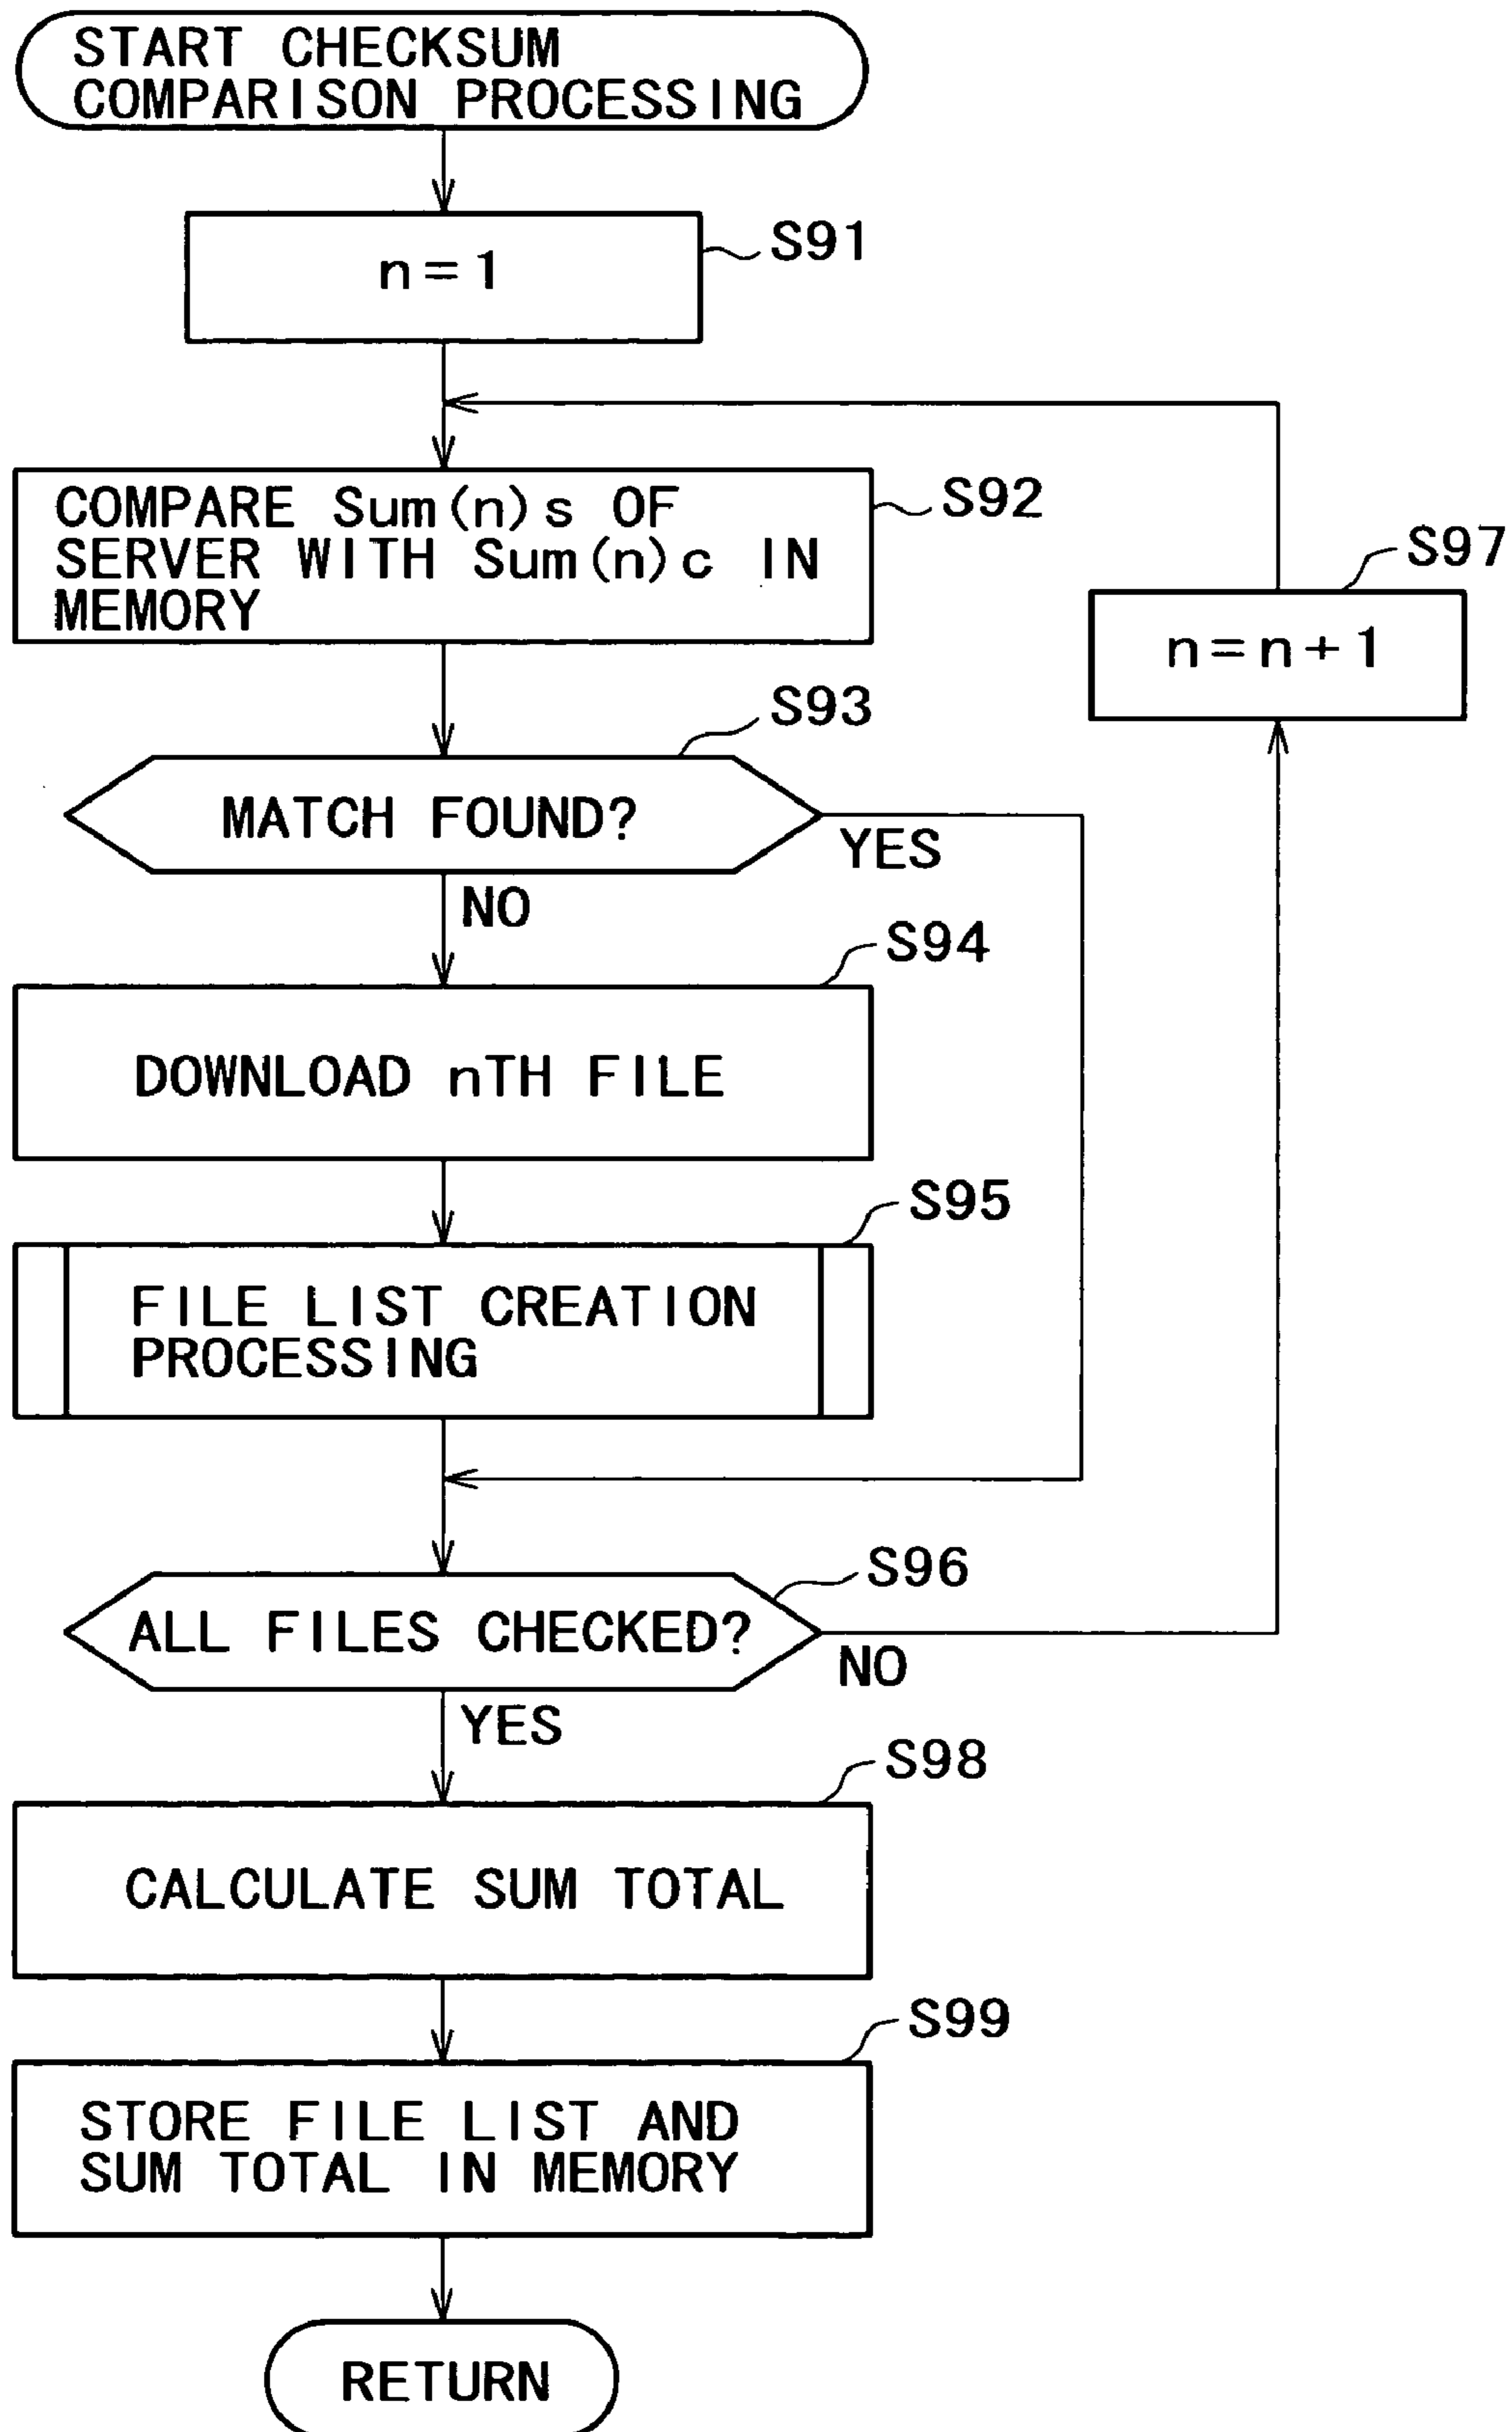 START CHECKSUM
COMPARISON PROCESSING
n=1
S91
COMPARE Sum(n)s OF
SERVER WITH Sum(n)c IN
MEMORY
S92
S97
n=n+1
S93
MATCH FOUND?
YES
NO
S94
DOWNLOAD nTH FILE
S95
FILE LIST CREATION
PROCESSING
S96
ALL FILES CHECKED?
NO
YES
S98
CALCULATE SUM TOTAL
S99
STORE FILE LIST AND
SUM TOTAL IN MEMORY
RETURN